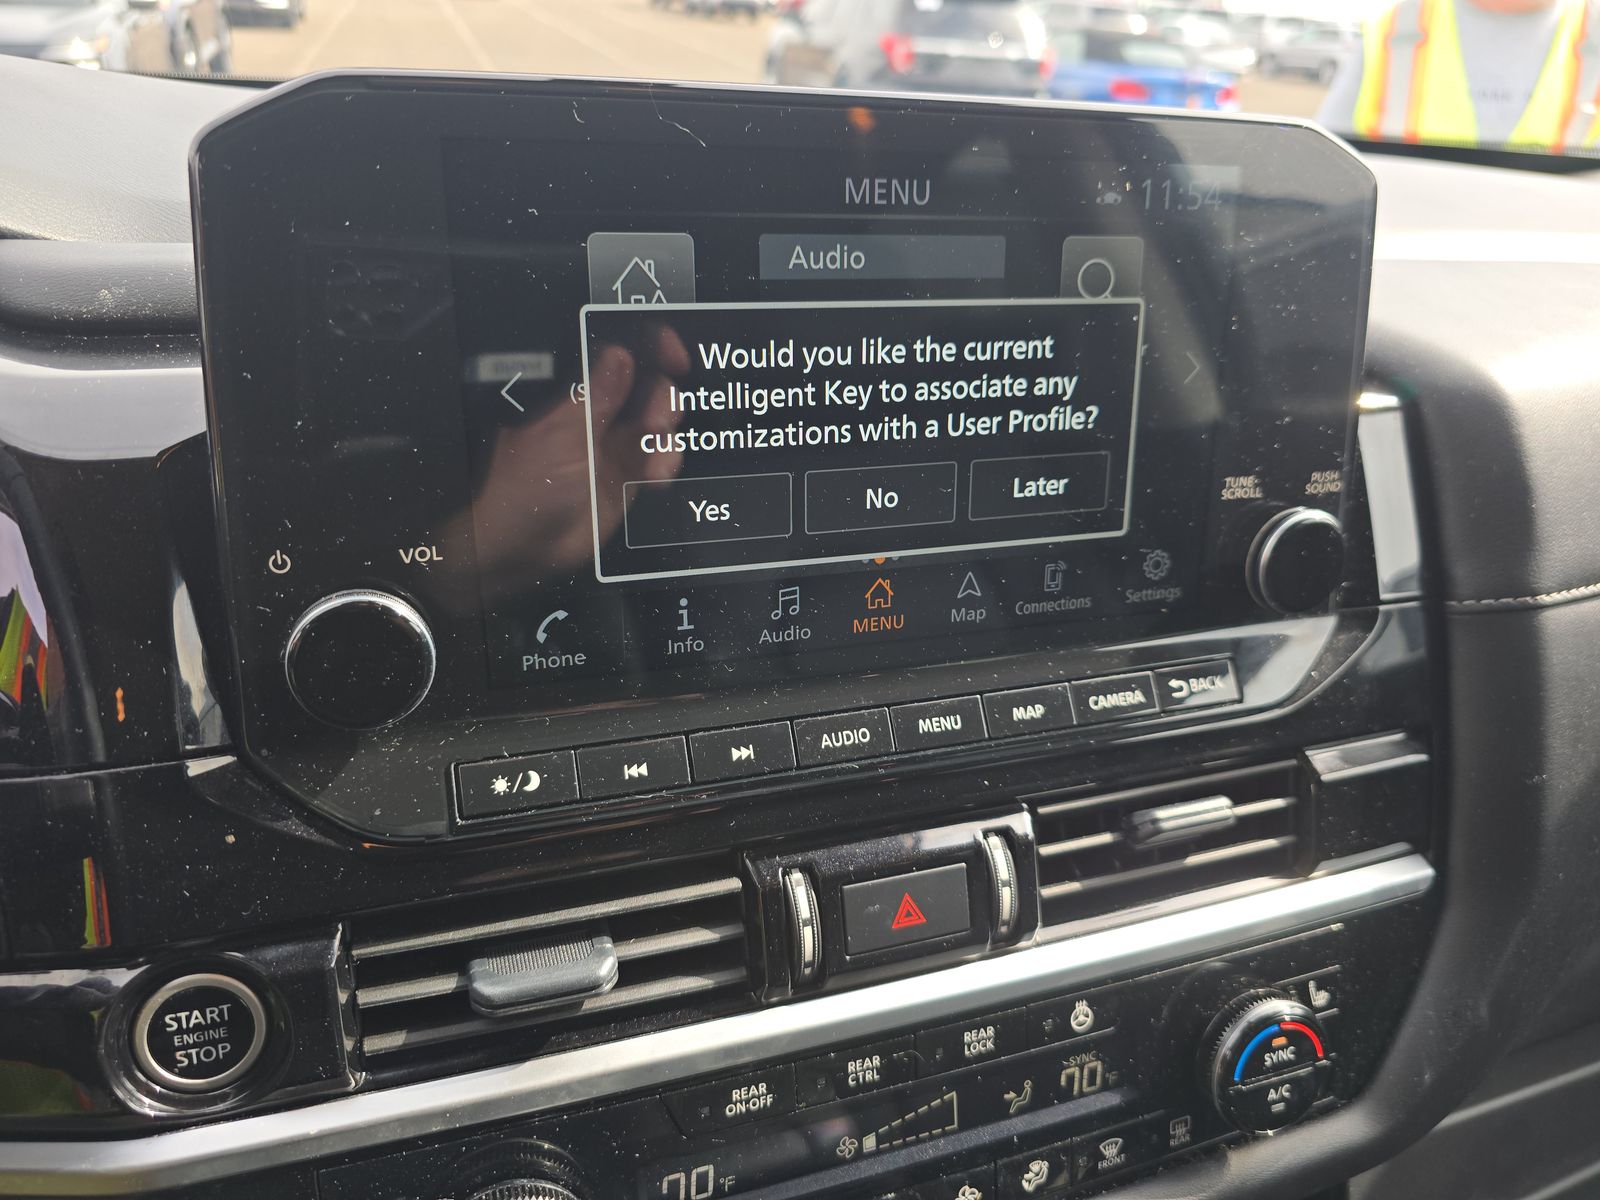 MENU
11:54
Audio
Would you like the current
Intelligent Key to associate any
customizations with a User Profile?
Yes
No
Later
TUNE·
SCROLL
PUSH
SOUND
VOL
Phone
Info
Audio
MENU
Map
Connections
Settings
AUDIO
MENU
MAP
CAMERA
BACK
START
ENGINE
STOP
REAR
ON·OFF
REAR
CTRL
REAR
LOCK
SYNC
70°F
SYNC
A/C
70°F
FRONT
REAR